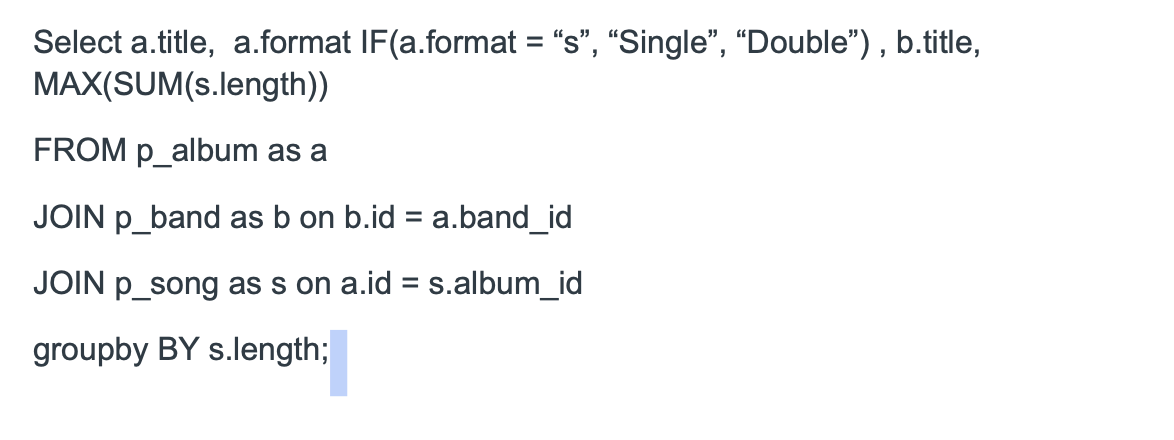 Select a.title,  a.format IF(a.format = “s”, “Single”, “Double”) , b.title,
MAX(SUM(s.length))
FROM p_album as a
JOIN p_band as b on b.id = a.band_id
JOIN p_song as s on a.id = s.album_id
groupby BY s.length;